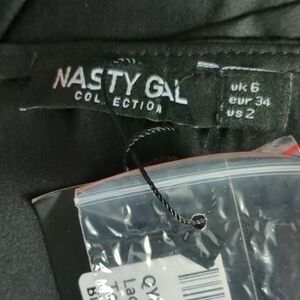 NASTY GAL
COLLECTION
uk 6
eur 34
us 2